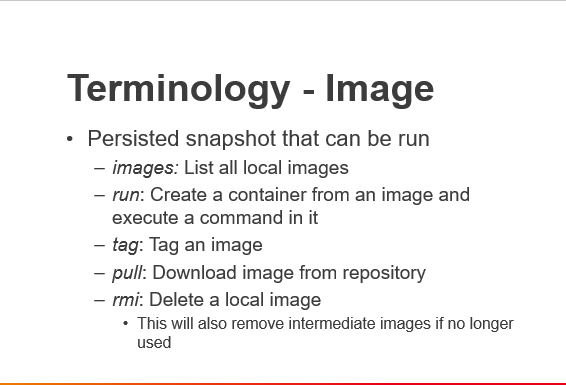 Terminology - Image
• Persisted snapshot that can be run
– images: List all local images
– run: Create a container from an image and
execute a command in it
– tag: Tag an image
– pull: Download image from repository
– rmi: Delete a local image
• This will also remove intermediate images if no longer
used